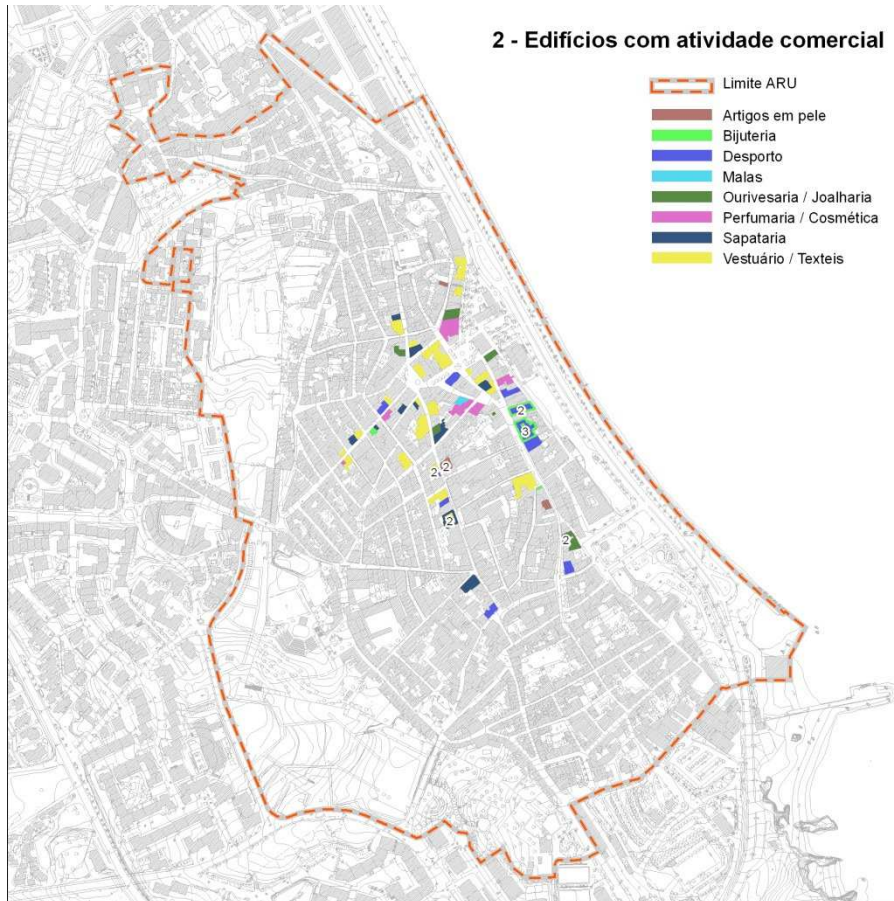 2 - Edifícios com atividade comercial
Limite ARU
Artigos em pele
Bijuteria
Desporto
Malas
Ourivesaria / Joalharia
Perfumaria / Cosmética
Sapataria
Vestuário / Texteis
2
3
2 2
2
2